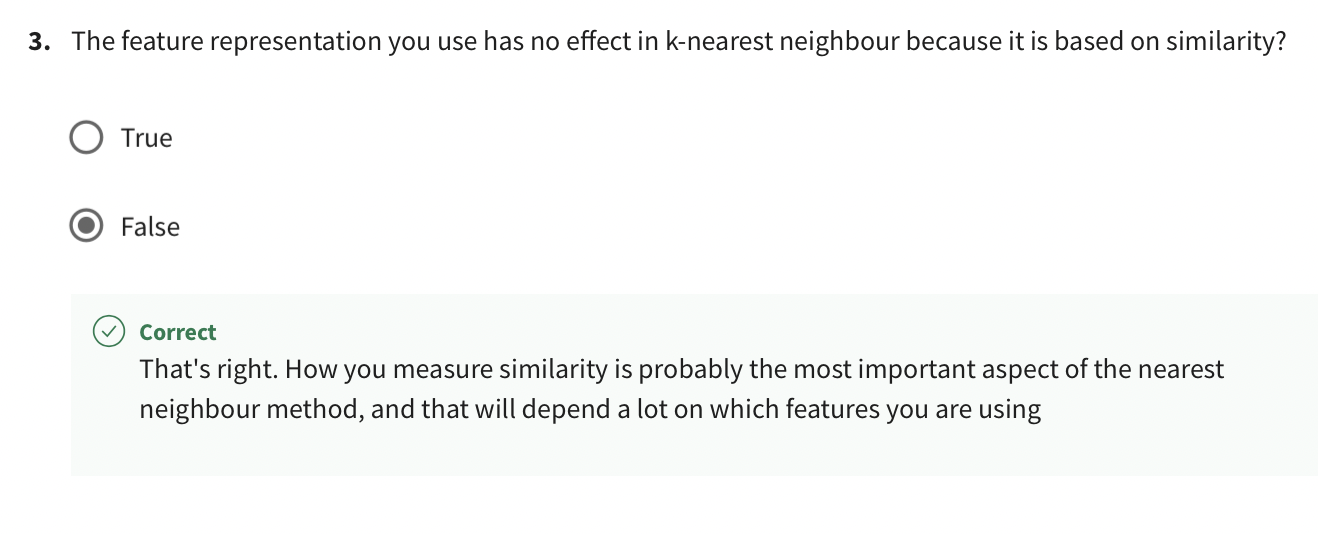 3. The feature representation you use has no effect in k-nearest neighbour because it is based on similarity?
True
False
Correct
That's right. How you measure similarity is probably the most important aspect of the nearest
neighbour method, and that will depend a lot on which features you are using